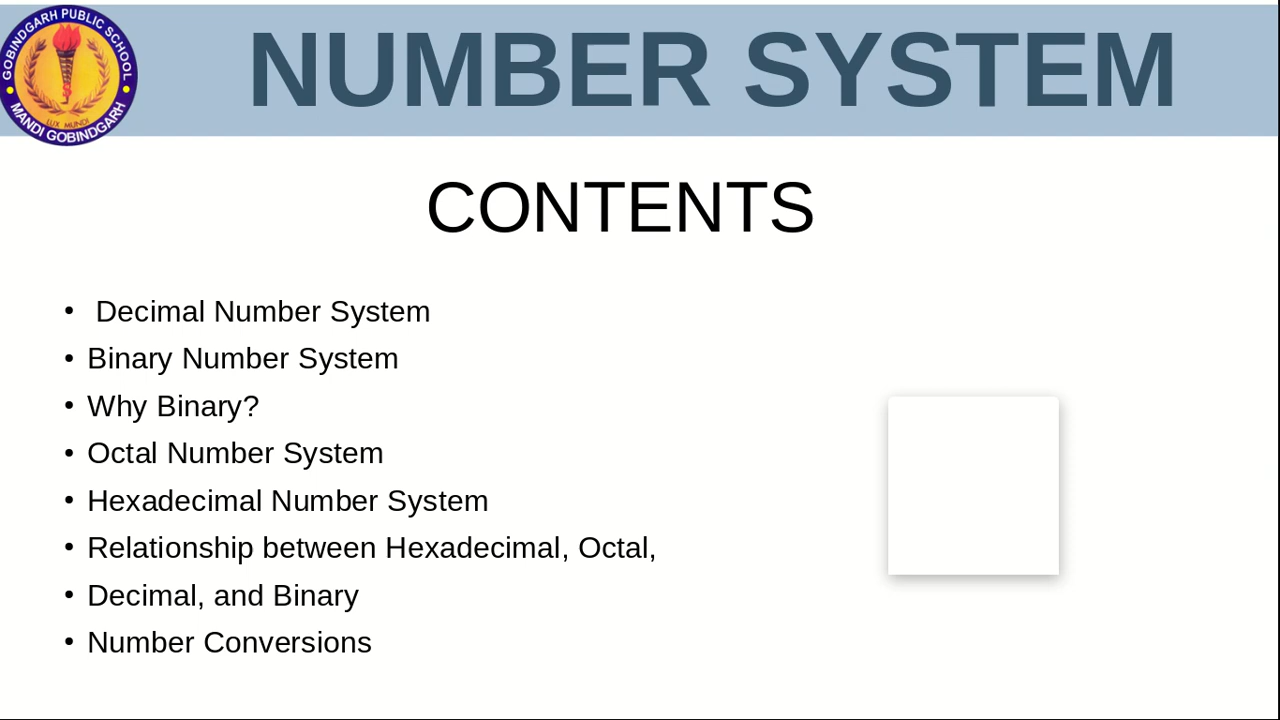 GOBINDGARH PUBLIC SCHOOL
LUX MUNDI
MANDI GOBINDGARH
NUMBER SYSTEM
CONTENTS
• Decimal Number System
• Binary Number System
• Why Binary?
• Octal Number System
• Hexadecimal Number System
• Relationship between Hexadecimal, Octal,
• Decimal, and Binary
• Number Conversions